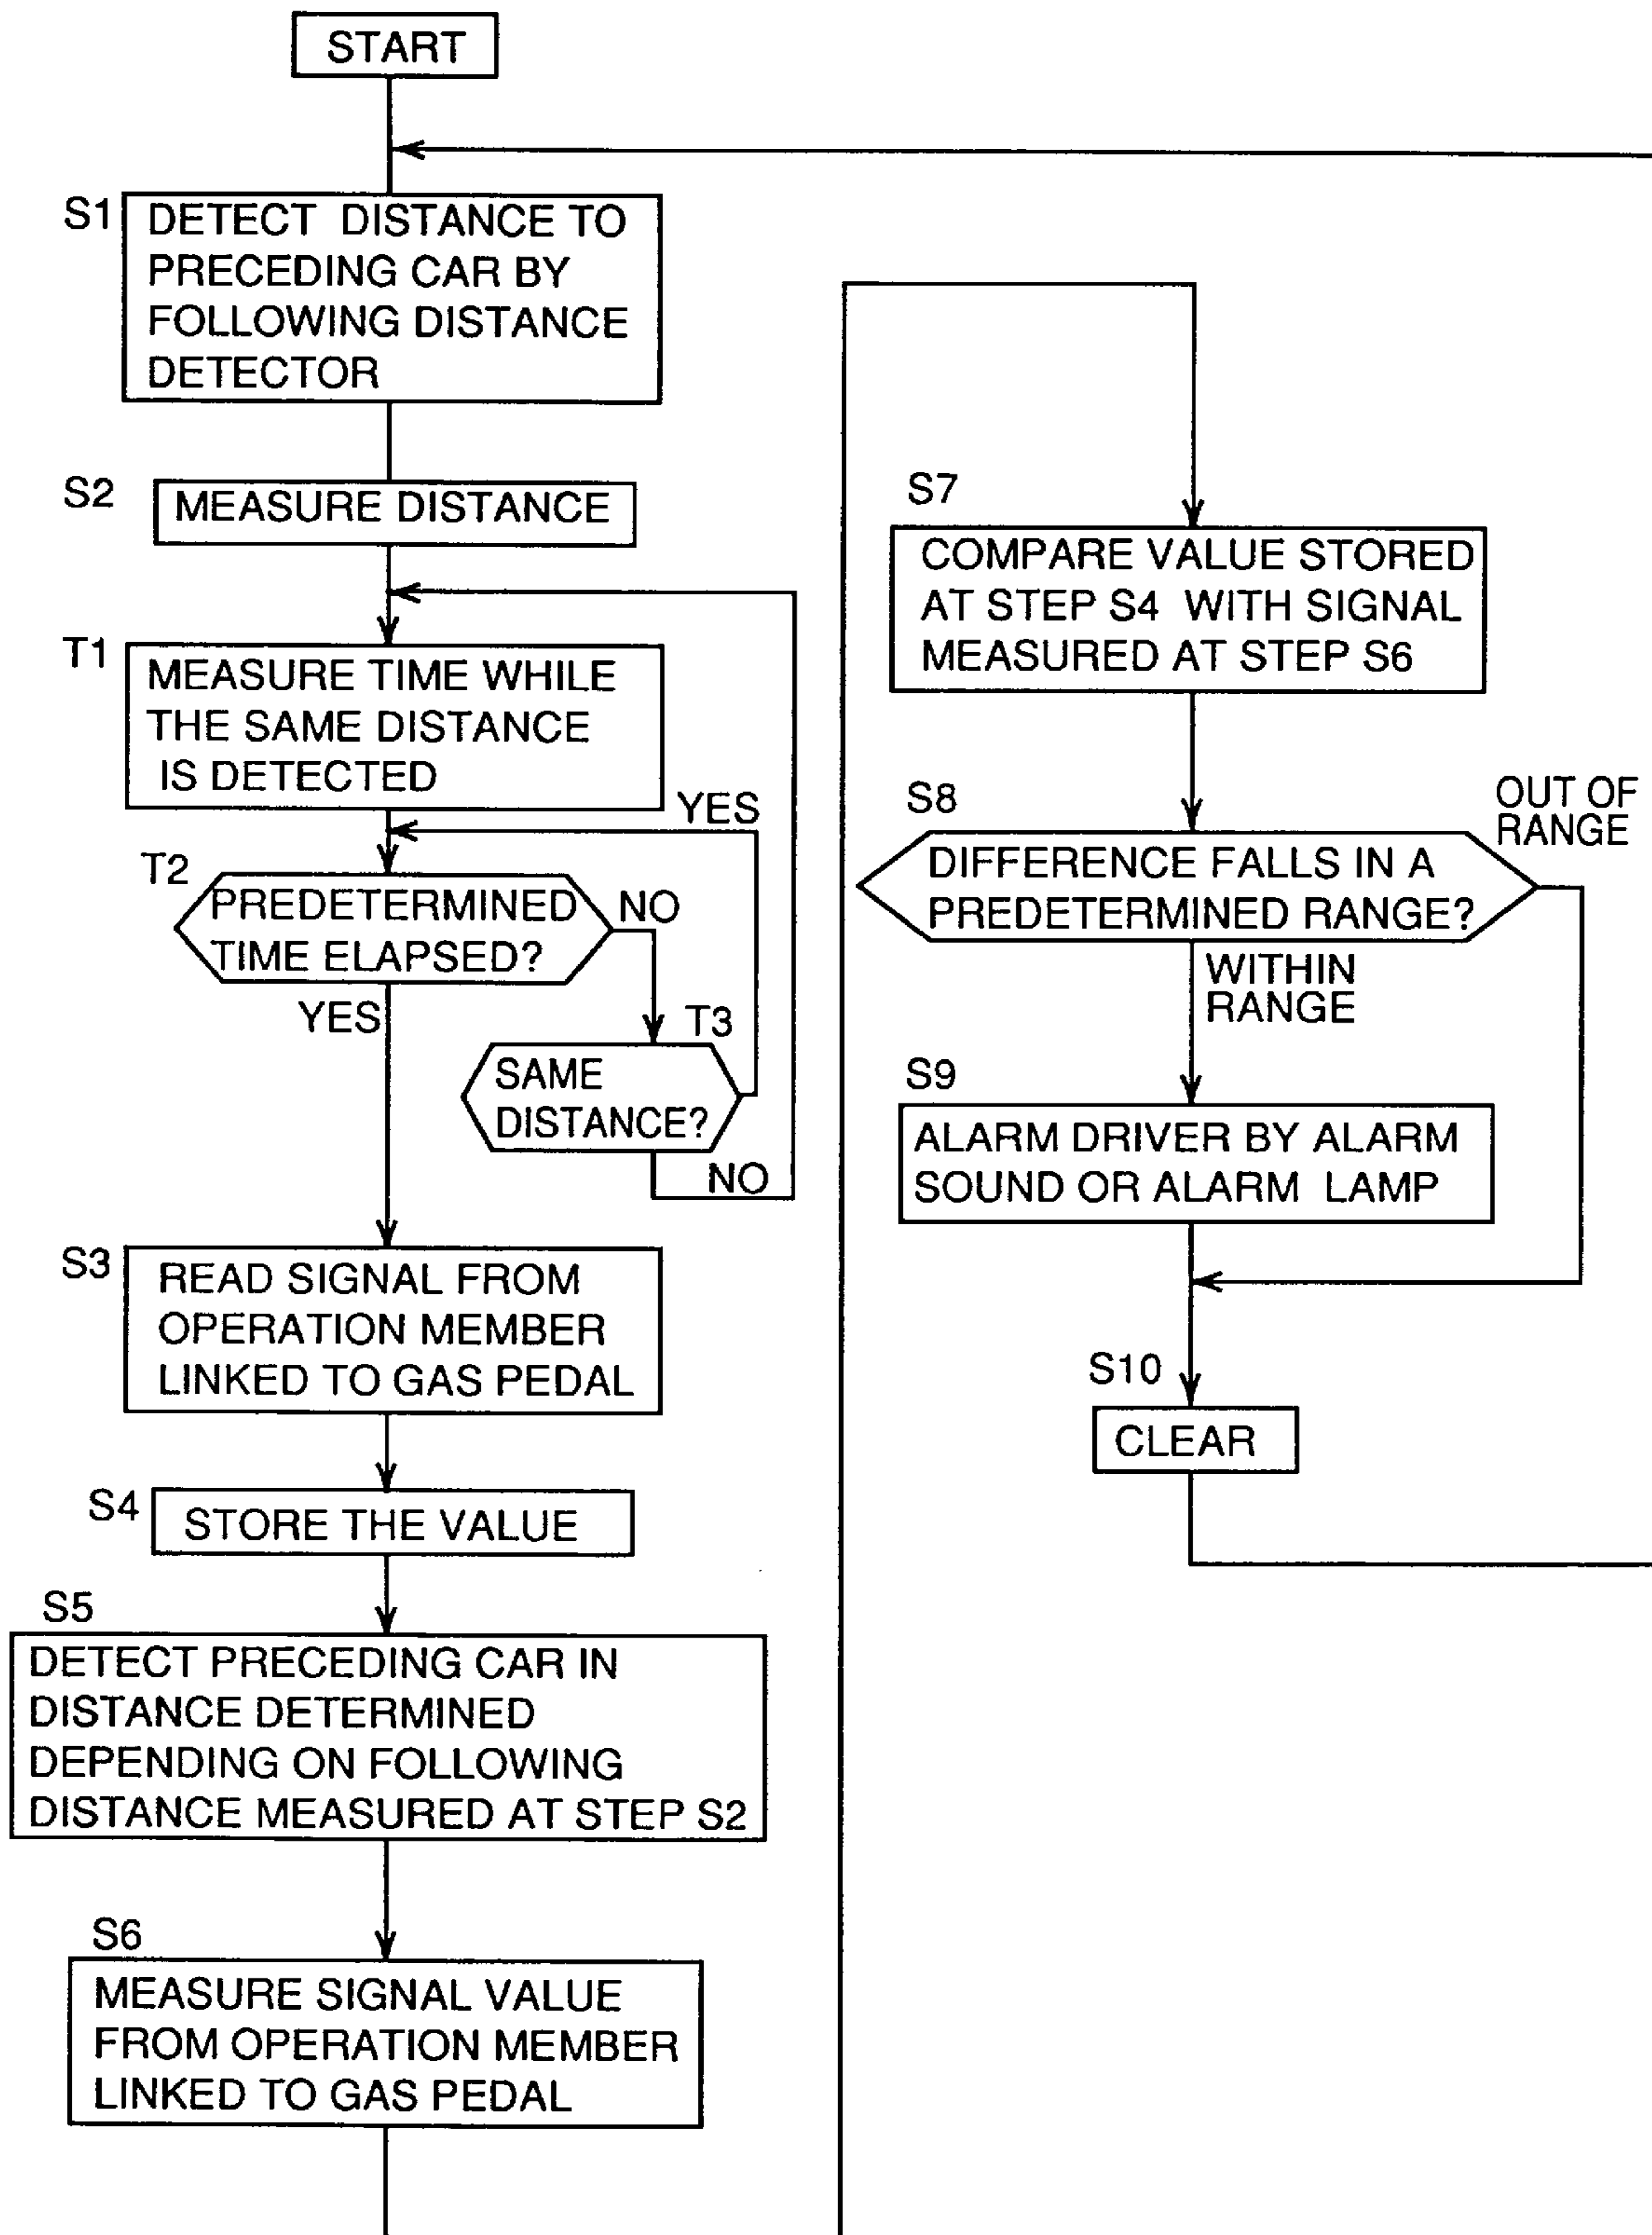 START
S1
DETECT DISTANCE TO
PRECEDING CAR BY
FOLLOWING DISTANCE
DETECTOR
S2
MEASURE DISTANCE
T1
MEASURE TIME WHILE
THE SAME DISTANCE
IS DETECTED
YES
T2
PREDETERMINED
TIME ELAPSED?
NO
YES
T3
SAME
DISTANCE?
NO
S3
READ SIGNAL FROM
OPERATION MEMBER
LINKED TO GAS PEDAL
S4
STORE THE VALUE
S5
DETECT PRECEDING CAR IN
DISTANCE DETERMINED
DEPENDING ON FOLLOWING
DISTANCE MEASURED AT STEP S2
S6
MEASURE SIGNAL VALUE
FROM OPERATION MEMBER
LINKED TO GAS PEDAL
S7
COMPARE VALUE STORED
AT STEP S4 WITH SIGNAL
MEASURED AT STEP S6
S8
OUT OF
RANGE
DIFFERENCE FALLS IN A
PREDETERMINED RANGE?
WITHIN
RANGE
S9
ALARM DRIVER BY ALARM
SOUND OR ALARM LAMP
S10
CLEAR